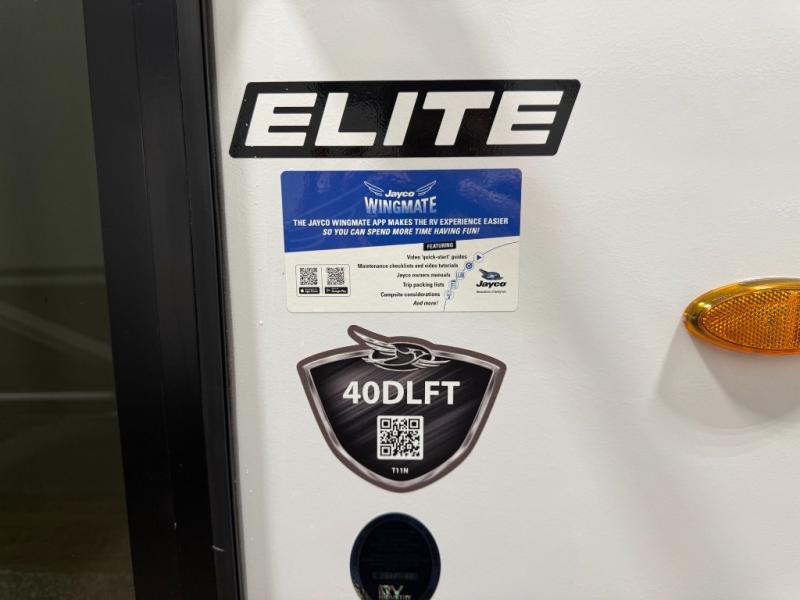 ELITE
Jayco
WINGMATE
THE JAYCO WINGMATE APP MAKES THE RV EXPERIENCE EASIER
SO YOU CAN SPEND MORE TIME HAVING FUN!
FEATURING
Video 'quick-start' guides
Maintenance checklists and video tutorials
Jayco owners manuals
Trip packing lists
Campsite considerations
And more!
Jayco
40DLFT
T11N
RV